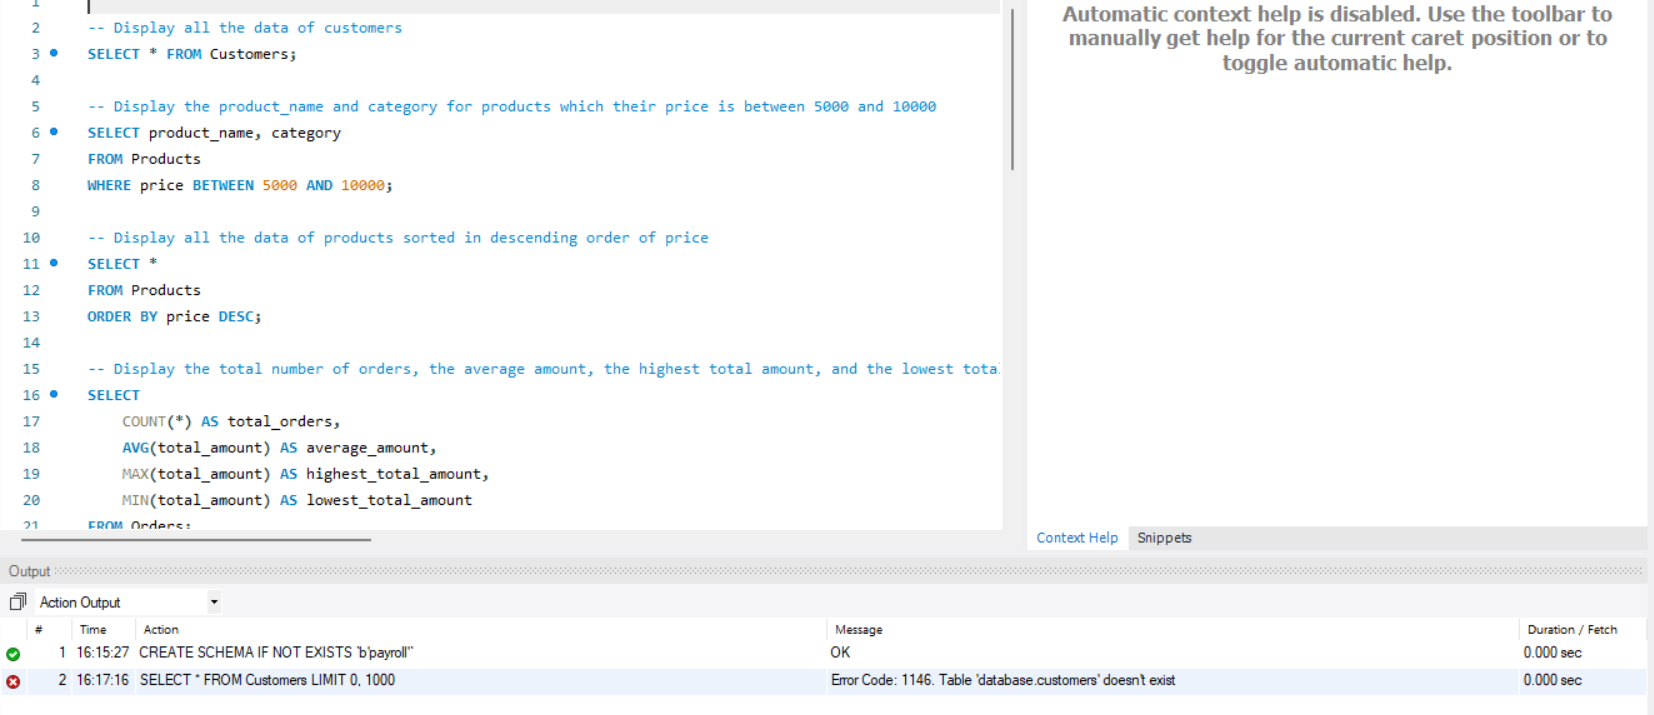 1
2 -- Display all the data of customers
3 SELECT * FROM Customers;
4
5 -- Display the product_name and category for products which their price is between 5000 and 10000
6 SELECT product_name, category
7 FROM Products
8 WHERE price BETWEEN 5000 AND 10000;
9
10 -- Display all the data of products sorted in descending order of price
11 SELECT *
12 FROM Products
13 ORDER BY price DESC;
14
15 -- Display the total number of orders, the average amount, the highest total amount, and the lowest total
16 SELECT
17 COUNT(*) AS total_orders,
18 AVG(total_amount) AS average_amount,
19 MAX(total_amount) AS highest_total_amount,
20 MIN(total_amount) AS lowest_total_amount
21 FROM Orders;
Automatic context help is disabled. Use the toolbar to
manually get help for the current caret position or to
toggle automatic help.
Context Help Snippets
Output
Action Output
# Time Action Message Duration / Fetch
1 16:15:27 CREATE SCHEMA IF NOT EXISTS `b'payroll'` OK 0.000 sec
2 16:17:16 SELECT * FROM Customers LIMIT 0, 1000 Error Code: 1146. Table 'database.customers' doesn't exist 0.000 sec